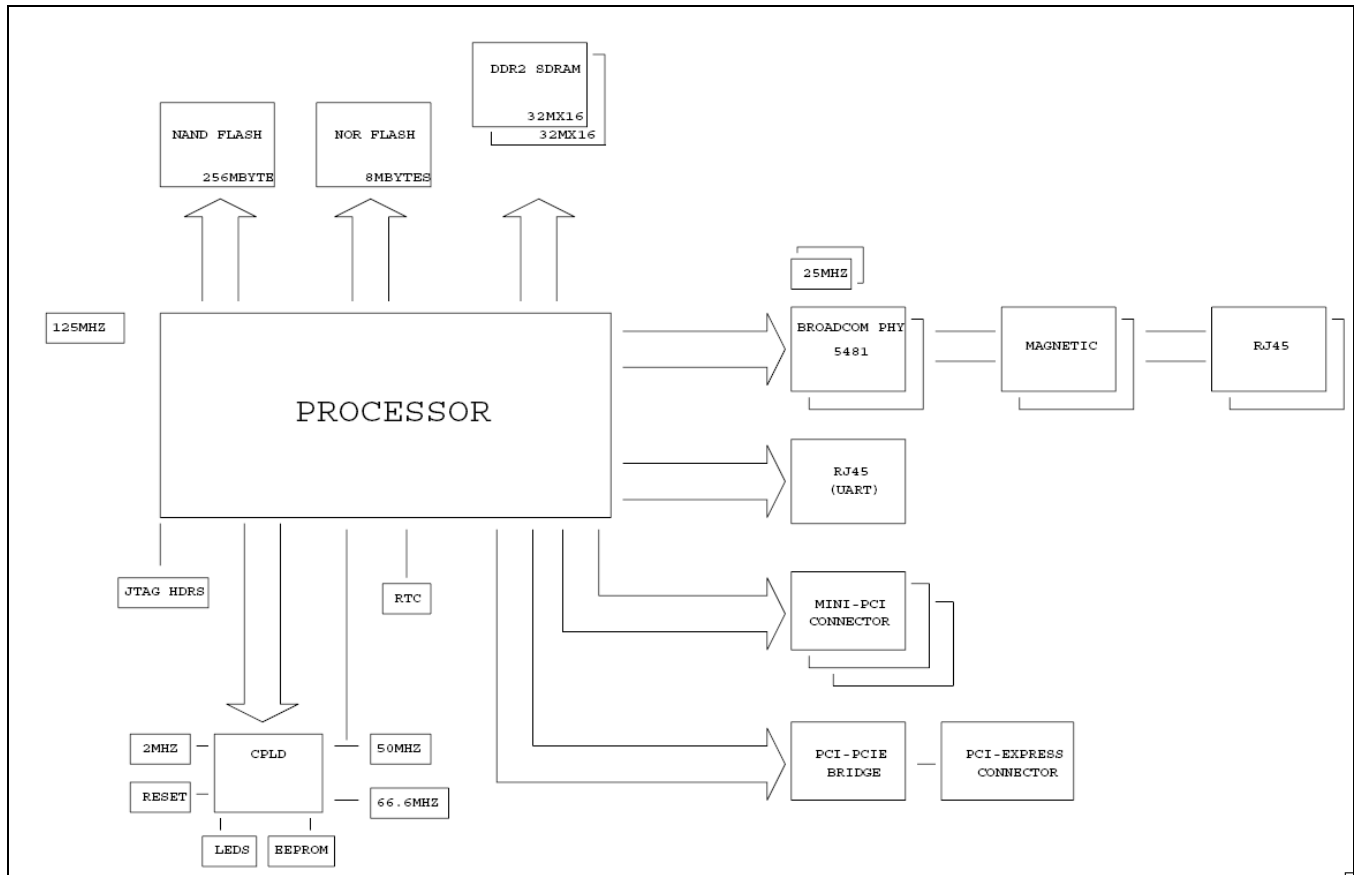 DDR2 SDRAM
32MX16
32MX16
NAND FLASH
256MBYTE
NOR FLASH
8MBYTES
25MHZ
125MHZ
BROADCOM PHY
5481
MAGNETIC
RJ45
PROCESSOR
RJ45
(UART)
JTAG HDRS
RTC
MINI-PCI
CONNECTOR
2MHZ
CPLD
50MHZ
PCI-PCIE
BRIDGE
PCI-EXPRESS
CONNECTOR
RESET
66.6MHZ
LEDS
EEPROM